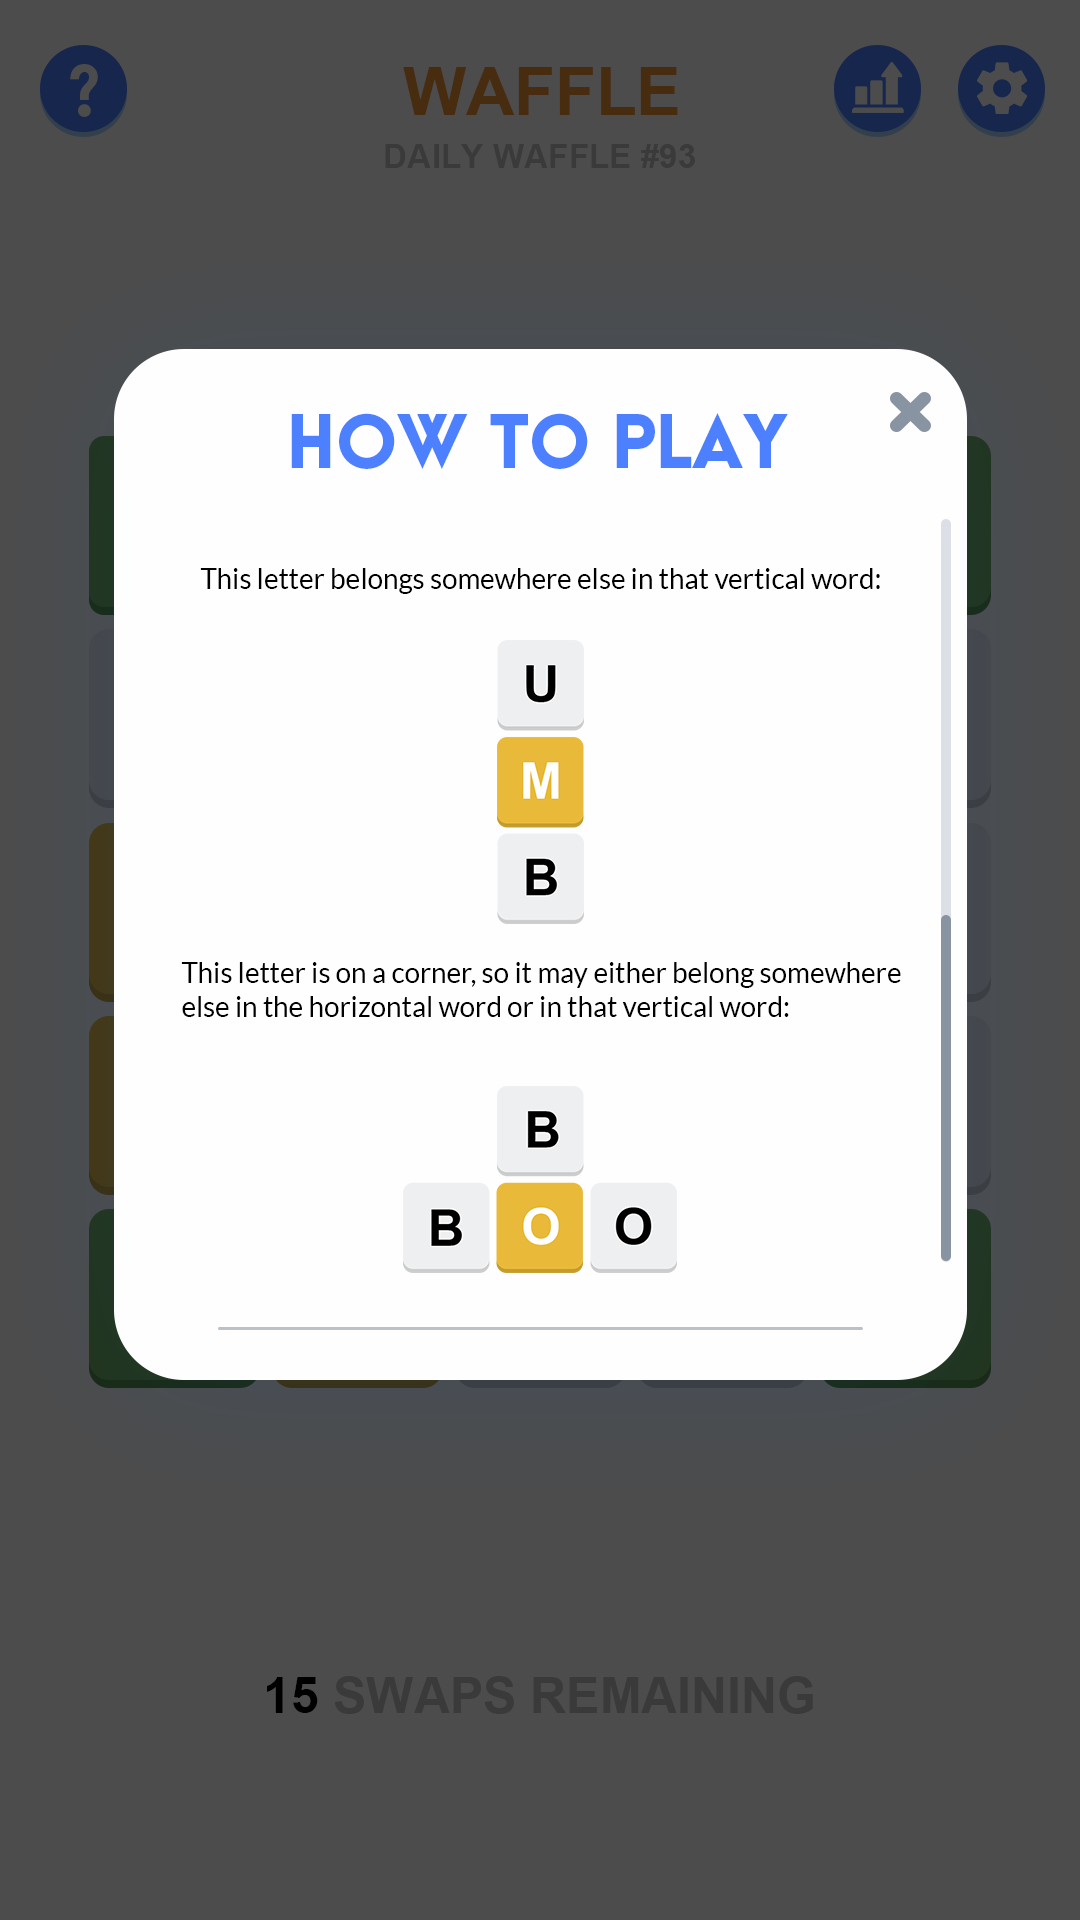 ?
WAFFLE
DAILY WAFFLE #93
HOW TO PLAY
This letter belongs somewhere else in that vertical word:
U
M
B
This letter is on a corner, so it may either belong somewhere
else in the horizontal word or in that vertical word:
B
B O O
15 SWAPS REMAINING